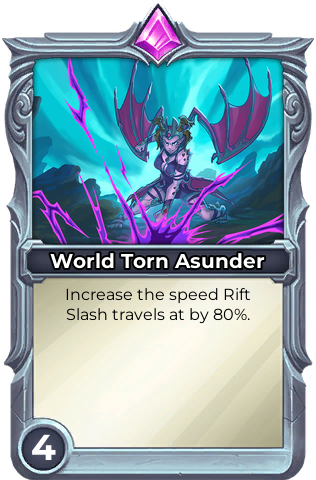 World Torn Asunder
Increase the speed Rift
Slash travels at by 80%.
4